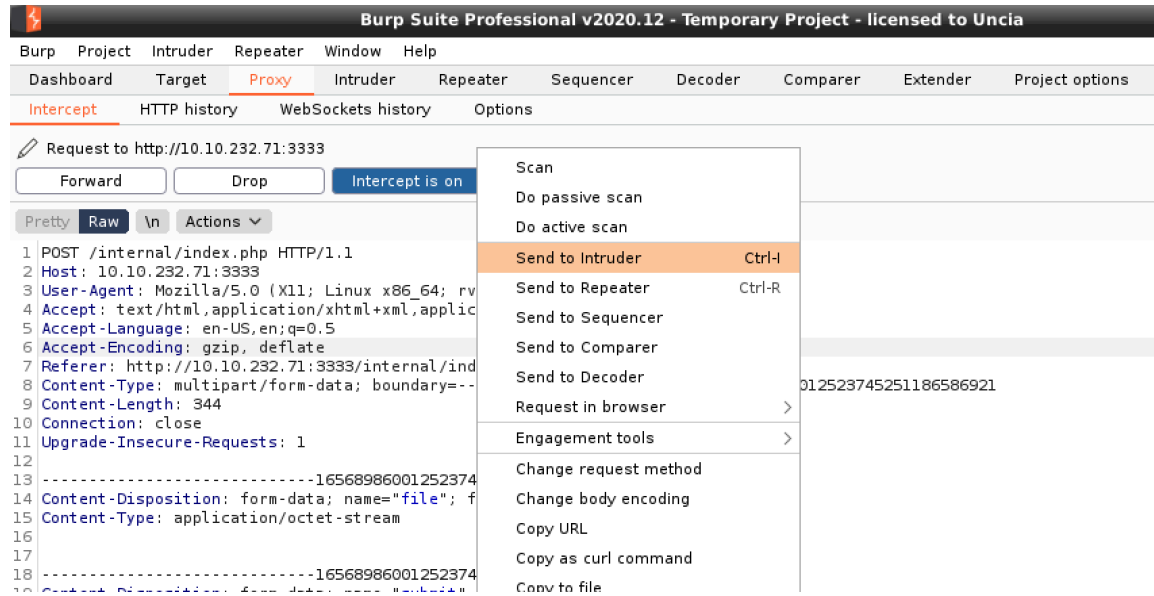 Burp Suite Professional v2020.12 - Temporary Project - licensed to Uncia
Burp Project Intruder Repeater Window Help
Dashboard Target Proxy Intruder Repeater Sequencer Decoder Comparer Extender Project options
Intercept HTTP history WebSockets history Options
Request to http://10.10.232.71:3333
Forward Drop Intercept is on
Pretty Raw \n Actions
1 POST /internal/index.php HTTP/1.1
2 Host: 10.10.232.71:3333
3 User-Agent: Mozilla/5.0 (X11; Linux x86_64; rv
4 Accept: text/html,application/xhtml+xml,applic
5 Accept-Language: en-US,en;q=0.5
6 Accept-Encoding: gzip, deflate
7 Referer: http://10.10.232.71:3333/internal/ind
8 Content-Type: multipart/form-data; boundary=-- 012523745251186586921
9 Content-Length: 344
10 Connection: close
11 Upgrade-Insecure-Requests: 1
12
13 -----------------------------16568986001252374
14 Content-Disposition: form-data; name="file"; f
15 Content-Type: application/octet-stream
16
17
18 -----------------------------16568986001252374
19 Content-Disposition: form-data; name="submit"
Scan
Do passive scan
Do active scan
Send to Intruder Ctrl-I
Send to Repeater Ctrl-R
Send to Sequencer
Send to Comparer
Send to Decoder
Request in browser
Engagement tools
Change request method
Change body encoding
Copy URL
Copy as curl command
Copy to file